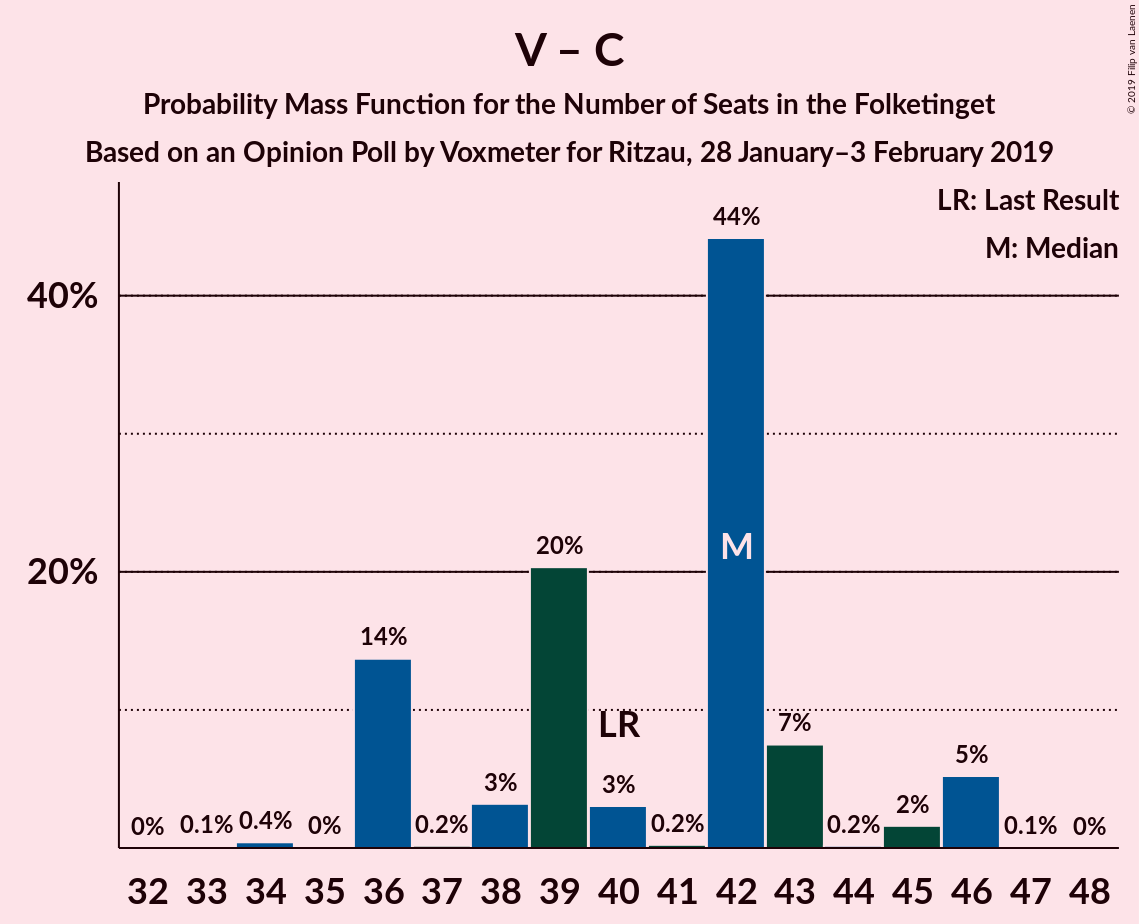 V – C
Probability Mass Function for the Number of Seats in the Folketinget
Based on an Opinion Poll by Voxmeter for Ritzau, 28 January–3 February 2019
© 2019 Filip van Laenen
LR: Last Result
M: Median
40%
20%
0%
0.1%
0.4%
0%
14%
0.2%
3%
20%
LR
3%
0.2%
44%
M
7%
0.2%
2%
5%
0.1%
0%
32 33 34 35 36 37 38 39 40 41 42 43 44 45 46 47 48